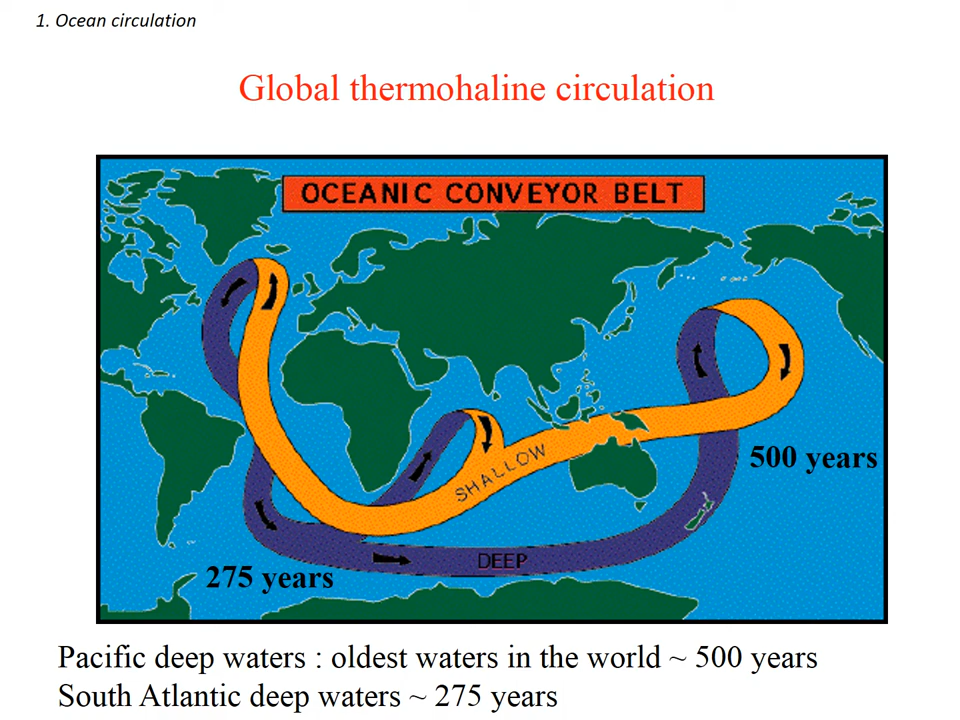 1. Ocean circulation
Global thermohaline circulation
OCEANIC CONVEYOR BELT
SHALLOW
500 years
DEEP
275 years
Pacific deep waters : oldest waters in the world ~ 500 years
South Atlantic deep waters ~ 275 years